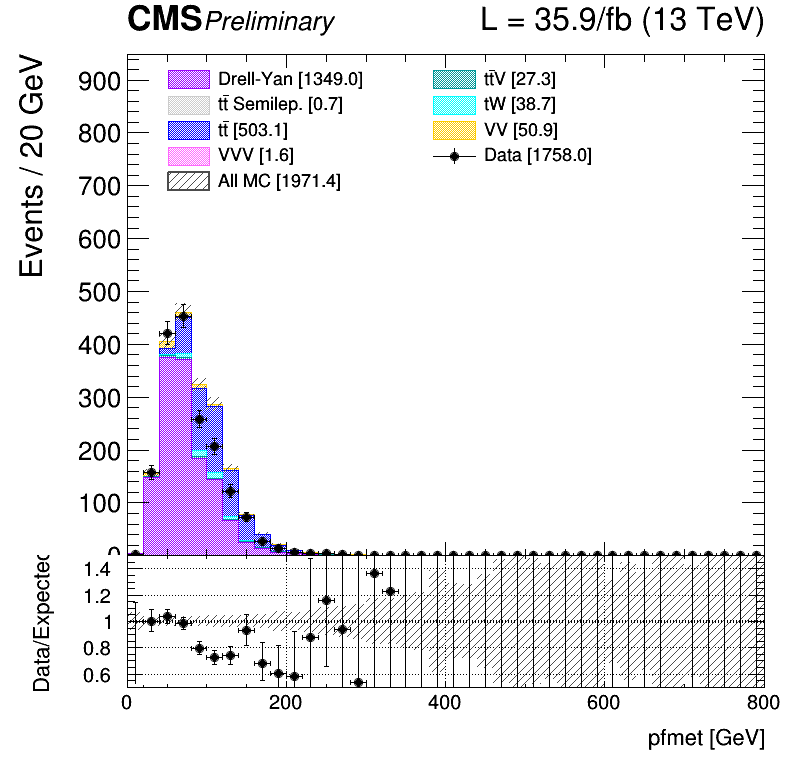 CMS Preliminary L = 35.9/fb (13 TeV)
Events / 20 GeV
900
800
700
600
500
400
300
200
100
0
Drell-Yan [1349.0]
tt̄ Semilep. [0.7]
tt̄ [503.1]
VVV [1.6]
All MC [1971.4]
tt̄V [27.3]
tW [38.7]
VV [50.9]
Data [1758.0]
Data/Expected
1.4
1.2
1
0.8
0.6
0 200 400 600 800
pfmet [GeV]